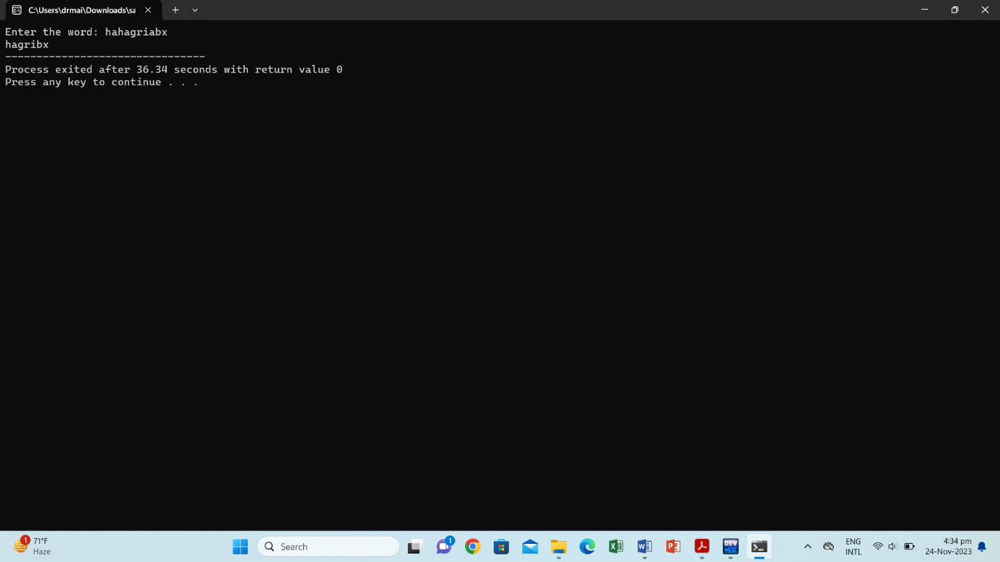 C:\Users\drmai\Downloads\sa
Enter the word: hahagriabx
hagribx
--------------------------------
Process exited after 36.34 seconds with return value 0
Press any key to continue . . .
1
71°F
Haze
Search
1
DEV
ENG
INTL
4:34 pm
24-Nov-2023